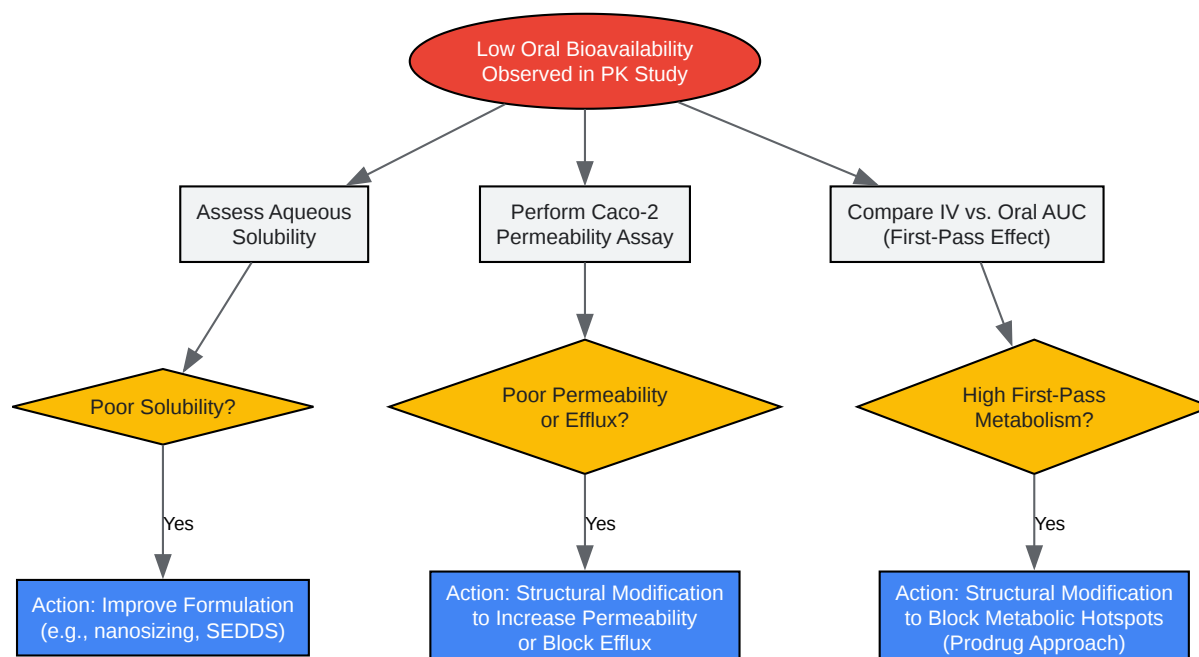 Low Oral Bioavailability
Observed in PK Study
Assess Aqueous
Solubility
Perform Caco-2
Permeability Assay
Compare IV vs. Oral AUC
(First-Pass Effect)
Poor Solubility?
Poor Permeability
or Efflux?
High First-Pass
Metabolism?
Yes
Yes
Yes
Action: Improve Formulation
(e.g., nanosizing, SEDDS)
Action: Structural Modification
to Increase Permeability
or Block Efflux
Action: Structural Modification
to Block Metabolic Hotspots
(Prodrug Approach)